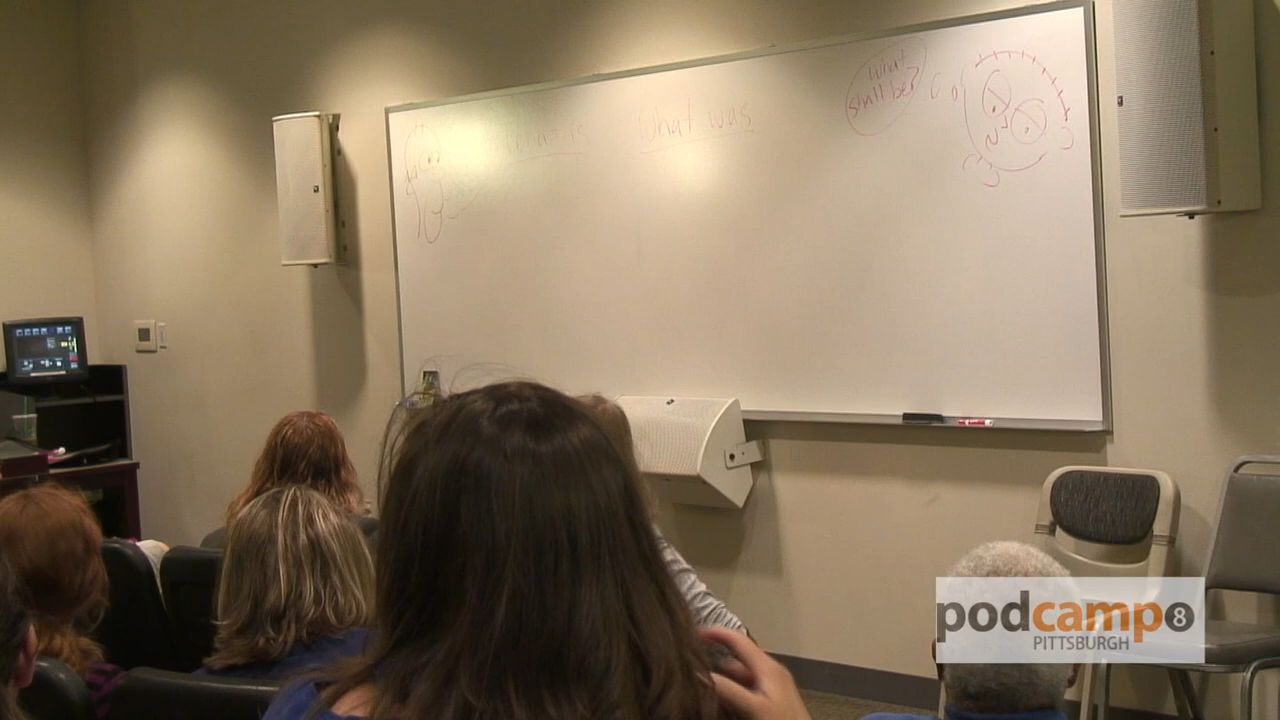 What is
What was
What
shall be?
podcamp8
PITTSBURGH